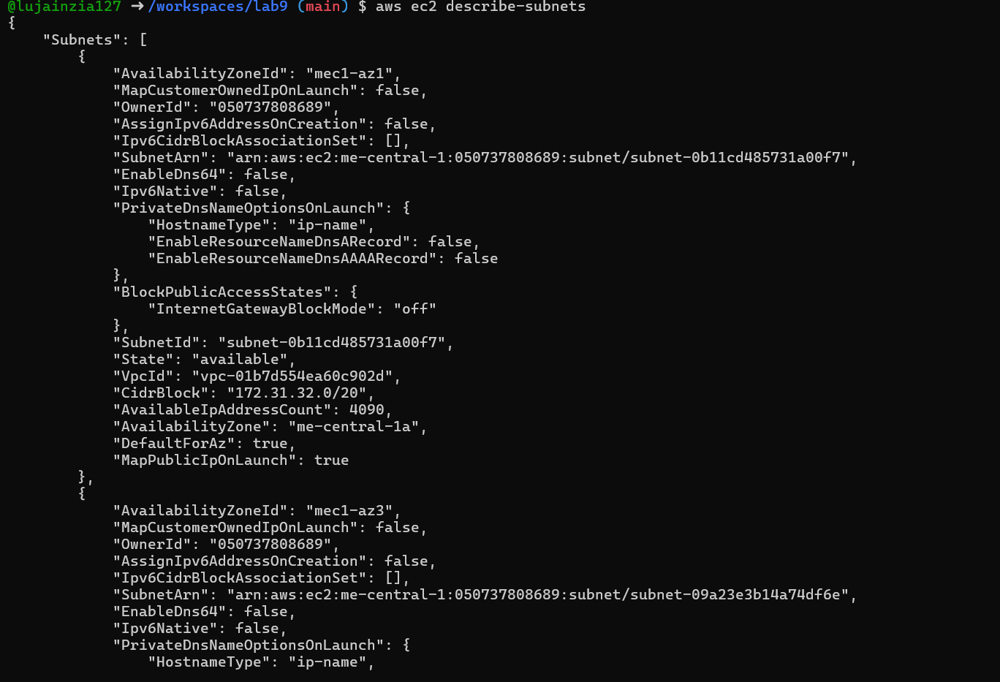 @lujainzia127 → /workspaces/lab9 (main) $ aws ec2 describe-subnets
{
    "Subnets": [
        {
            "AvailabilityZoneId": "mec1-az1",
            "MapCustomerOwnedIpOnLaunch": false,
            "OwnerId": "050737808689",
            "AssignIpv6AddressOnCreation": false,
            "Ipv6CidrBlockAssociationSet": [],
            "SubnetArn": "arn:aws:ec2:me-central-1:050737808689:subnet/subnet-0b11cd485731a00f7",
            "EnableDns64": false,
            "Ipv6Native": false,
            "PrivateDnsNameOptionsOnLaunch": {
                "HostnameType": "ip-name",
                "EnableResourceNameDnsARecord": false,
                "EnableResourceNameDnsAAAARecord": false
            },
            "BlockPublicAccessStates": {
                "InternetGatewayBlockMode": "off"
            },
            "SubnetId": "subnet-0b11cd485731a00f7",
            "State": "available",
            "VpcId": "vpc-01b7d554ea60c902d",
            "CidrBlock": "172.31.32.0/20",
            "AvailableIpAddressCount": 4090,
            "AvailabilityZone": "me-central-1a",
            "DefaultForAz": true,
            "MapPublicIpOnLaunch": true
        },
        {
            "AvailabilityZoneId": "mec1-az3",
            "MapCustomerOwnedIpOnLaunch": false,
            "OwnerId": "050737808689",
            "AssignIpv6AddressOnCreation": false,
            "Ipv6CidrBlockAssociationSet": [],
            "SubnetArn": "arn:aws:ec2:me-central-1:050737808689:subnet/subnet-09a23e3b14a74df6e",
            "EnableDns64": false,
            "Ipv6Native": false,
            "PrivateDnsNameOptionsOnLaunch": {
                "HostnameType": "ip-name",